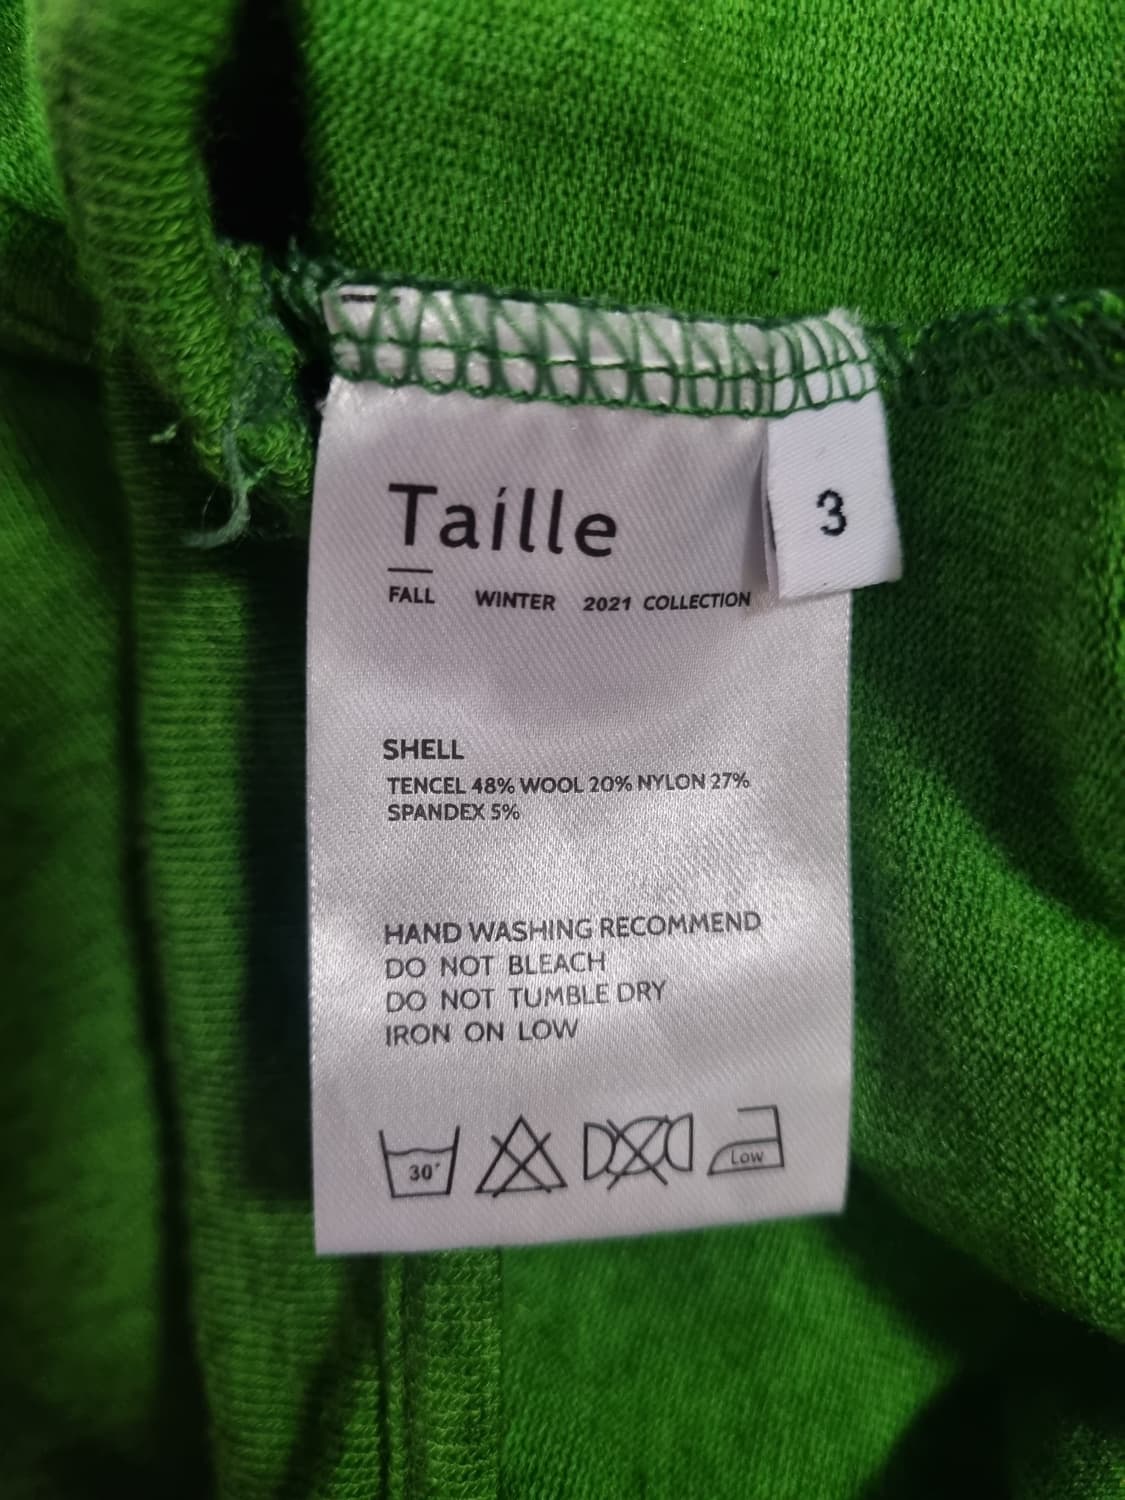 Taílle
3
FALL WINTER 2021 COLLECTION
SHELL
TENCEL 48% WOOL 20% NYLON 27%
SPANDEX 5%
HAND WASHING RECOMMEND
DO NOT BLEACH
DO NOT TUMBLE DRY
IRON ON LOW
30°
Low